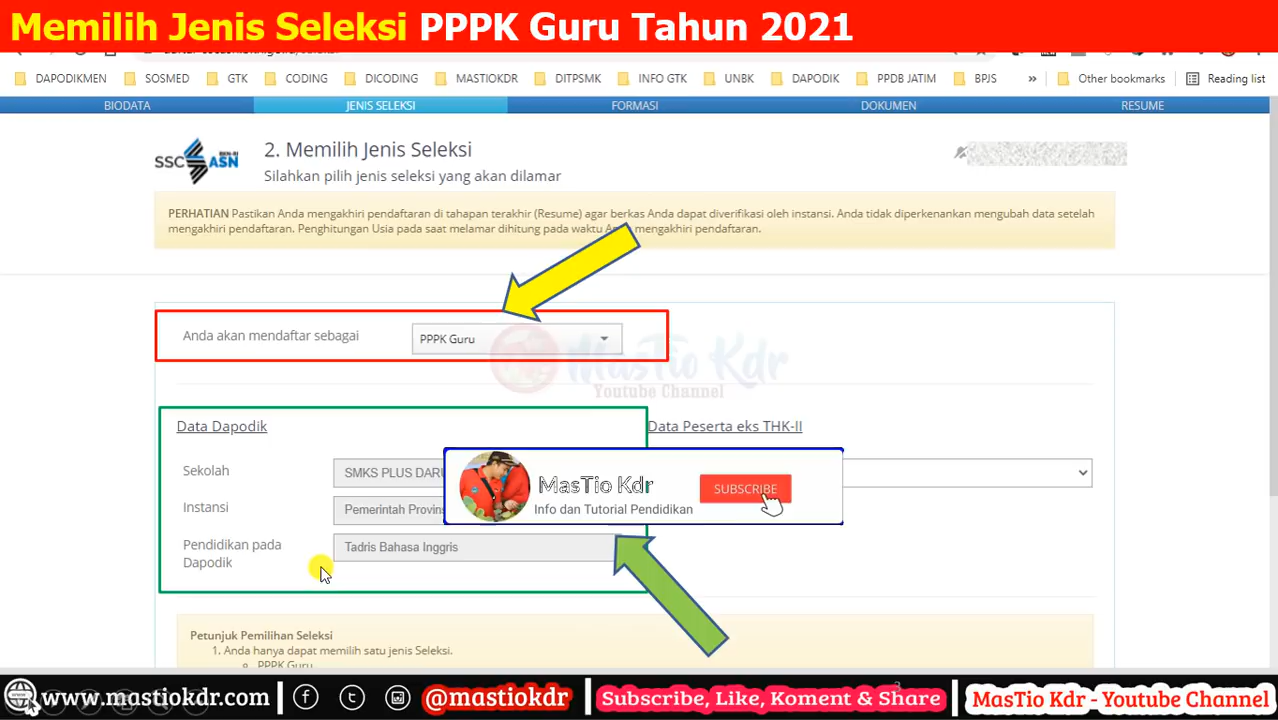 Memilih Jenis Seleksi PPPK Guru Tahun 2021
DAPODIKMEN SOSMED GTK CODING DICODING MASTIOKDR DITPSMK INFO GTK UNBK DAPODIK PPDB JATIM BPJS » Other bookmarks Reading list
BIODATA JENIS SELEKSI FORMASI DOKUMEN RESUME
SSC ASN
BKN-RI
2. Memilih Jenis Seleksi
Silahkan pilih jenis seleksi yang akan dilamar
PERHATIAN Pastikan Anda mengakhiri pendaftaran di tahapan terakhir (Resume) agar berkas Anda dapat diverifikasi oleh instansi. Anda tidak diperkenankan mengubah data setelah
mengakhiri pendaftaran. Penghitungan Usia pada saat melamar dihitung pada waktu mengakhiri pendaftaran.
Anda akan mendaftar sebagai PPPK Guru
MasTio Kdr
Youtube Channel
Data Dapodik Data Peserta eks THK-II
Sekolah SMKS PLUS
Instansi Pemerintah
Pendidikan pada
Dapodik
Tadris Bahasa Inggris
MasTio Kdr
Info dan Tutorial Pendidikan
SUBSCRIBE
Petunjuk Pemilihan Seleksi
1. Anda hanya dapat memilih satu jenis Seleksi.
PPPK Guru
www.mastiokdr.com @mastiokdr Subscribe, Like, Koment & Share MasTio Kdr - Youtube Channel